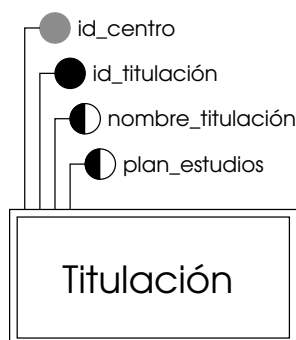 id_centro
id_titulación
nombre_titulación
plan_estudios
Titulación